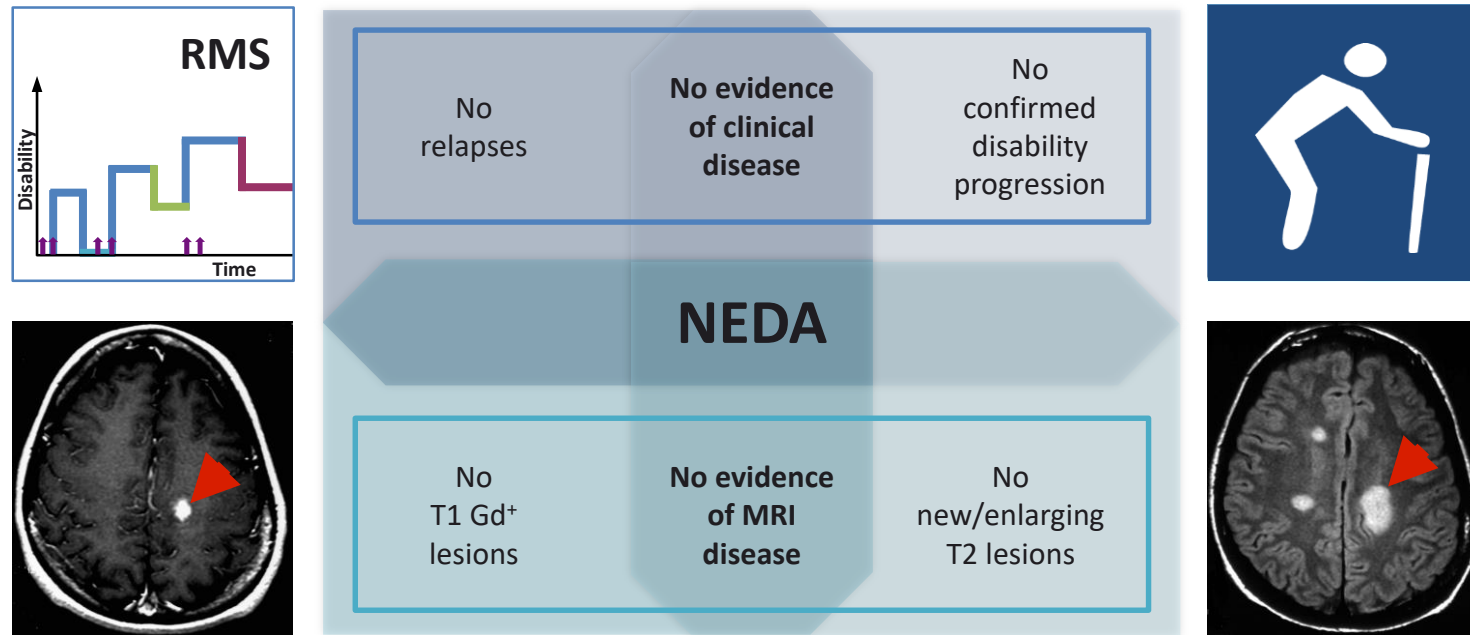 RMS
Disability
Time
No
relapses
No evidence
of clinical
disease
No
confirmed
disability
progression
NEDA
No
T1 Gd⁺
lesions
No evidence
of MRI
disease
No
new/enlarging
T2 lesions